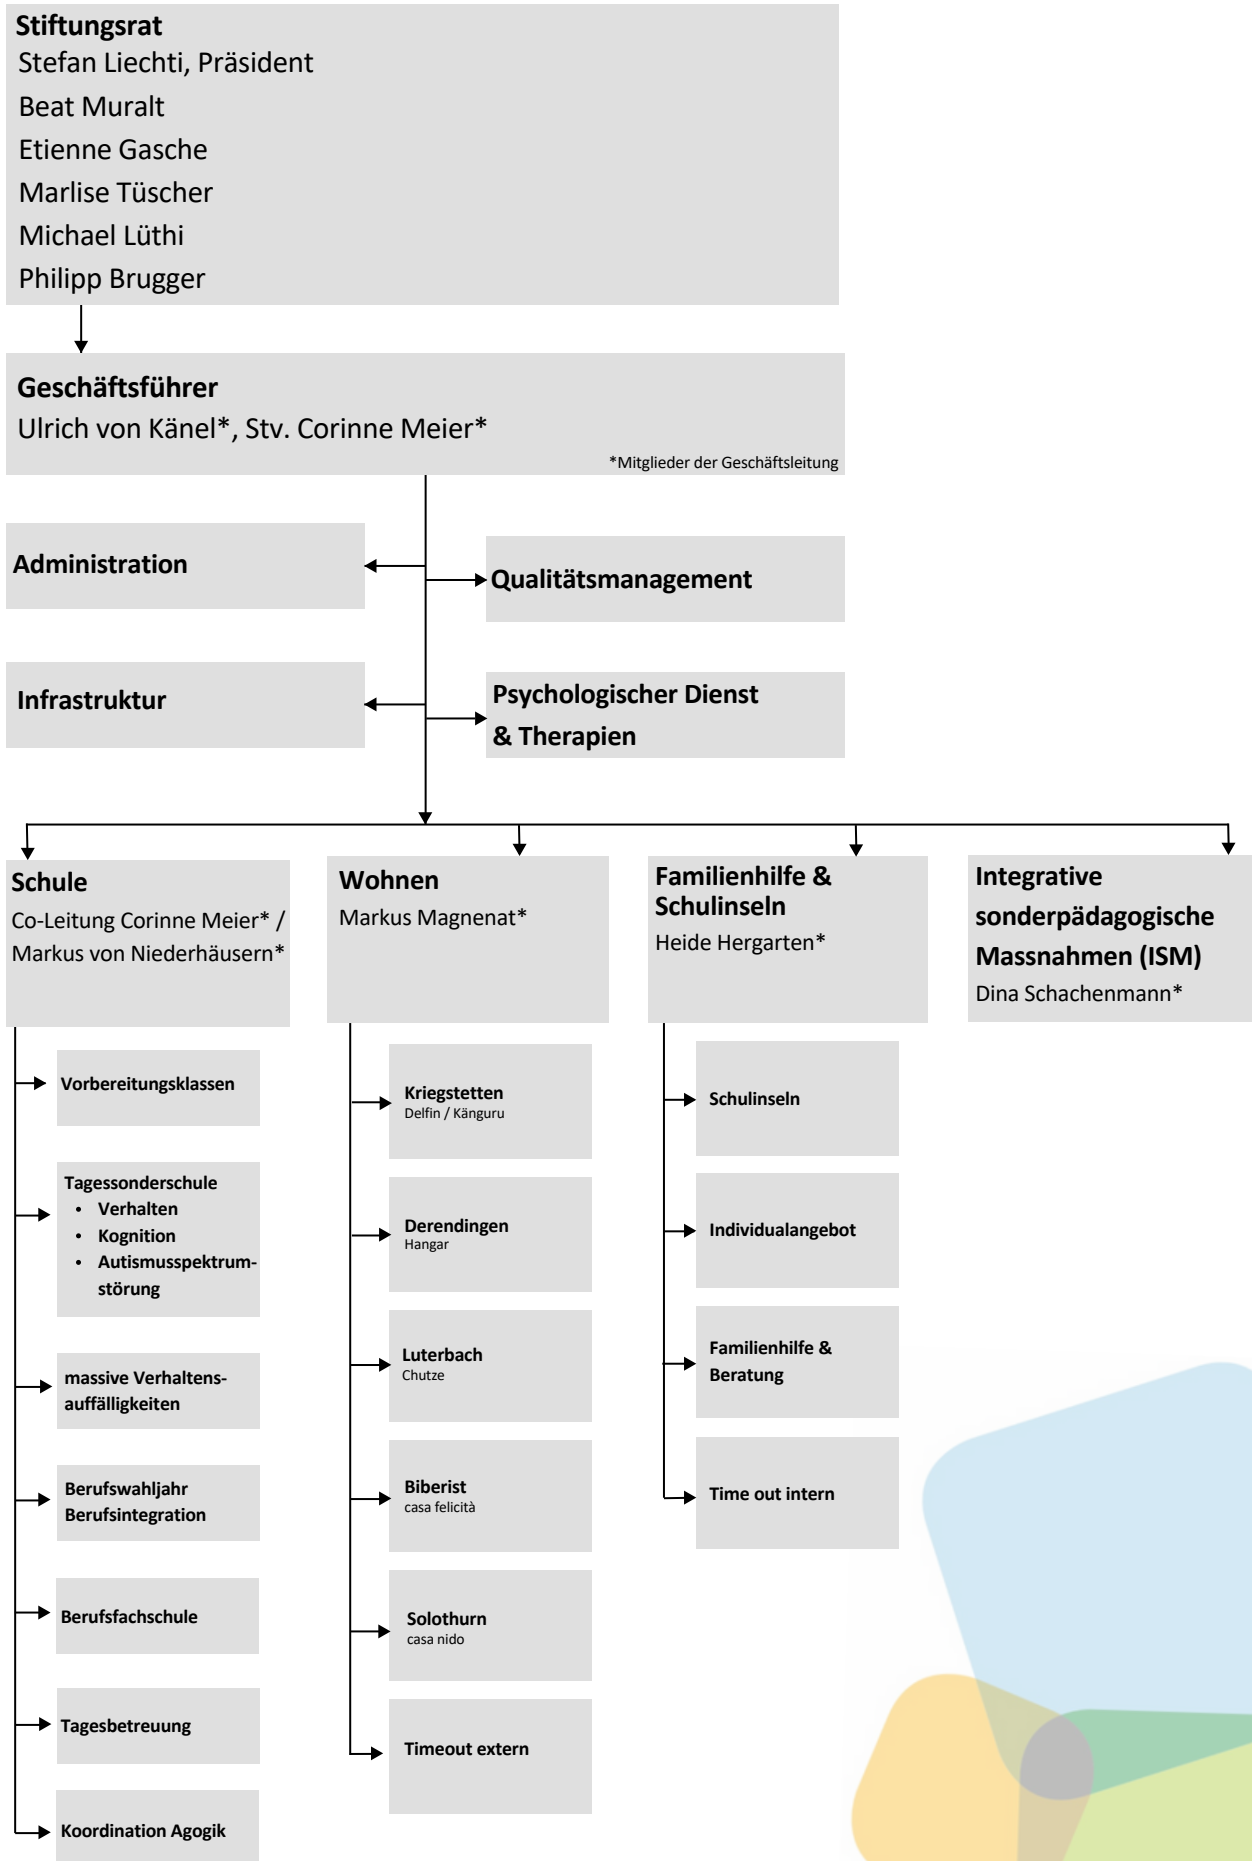 Stiftungsrat
Stefan Liechti, Präsident
Beat Muralt
Etienne Gasche
Marlise Tüscher
Michael Lüthi
Philipp Brugger
Geschäftsführer
Ulrich von Känel*, Stv. Corinne Meier*
*Mitglieder der Geschäftsleitung
Administration
Qualitätsmanagement
Infrastruktur
Psychologischer Dienst
& Therapien
Schule
Co-Leitung Corinne Meier* /
Markus von Niederhäusern*
Vorbereitungsklassen
Tagessonderschule
• Verhalten
• Kognition
• Autismusspektrum-
störung
massive Verhaltens-
auffälligkeiten
Berufswahljahr
Berufsintegration
Berufsfachschule
Tagesbetreuung
Koordination Agogik
Wohnen
Markus Magnenat*
Kriegstetten
Delfin / Känguru
Derendingen
Hangar
Luterbach
Chutze
Biberist
casa felicità
Solothurn
casa nido
Timeout extern
Familienhilfe &
Schulinseln
Heide Hergarten*
Schulinseln
Individualangebot
Familienhilfe &
Beratung
Time out intern
Integrative
sonderpädagogische
Massnahmen (ISM)
Dina Schachenmann*